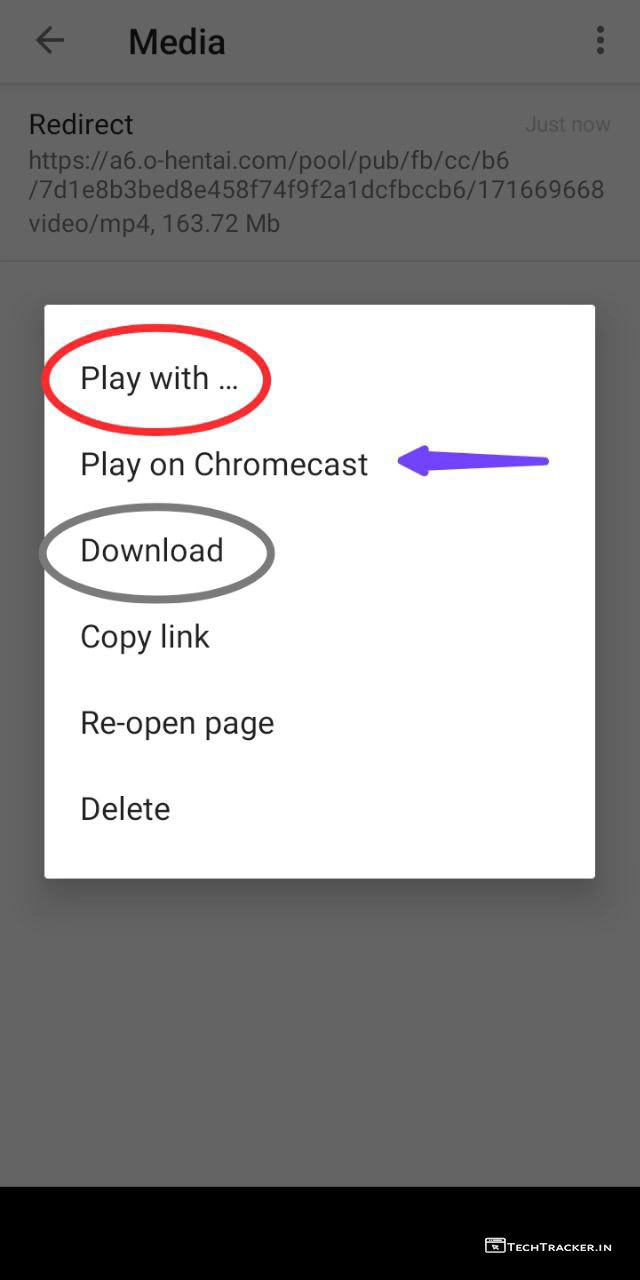 Media
Redirect
Just now
https://a6.o-hentai.com/pool/pub/fb/cc/b6
/7d1e8b3bed8e458f74f9f2a1dcfbccb6/171669668
video/mp4, 163.72 Mb
Play with ...
Play on Chromecast
Download
Copy link
Re-open page
Delete
TECHTRACKER.IN